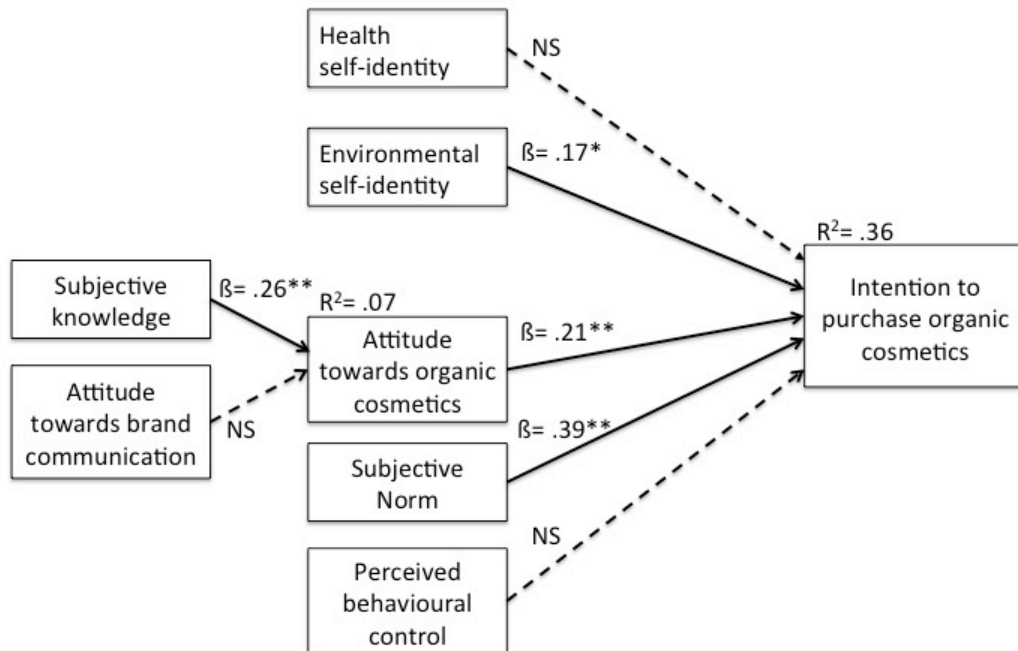 Health
self-identity
NS
Environmental
self-identity
ß= .17*
R²= .36
Intention to
purchase organic
cosmetics
Subjective
knowledge
ß= .26**
R²= .07
Attitude
towards organic
cosmetics
ß= .21**
Attitude
towards brand
communication
NS
ß= .39**
Subjective
Norm
NS
Perceived
behavioural
control